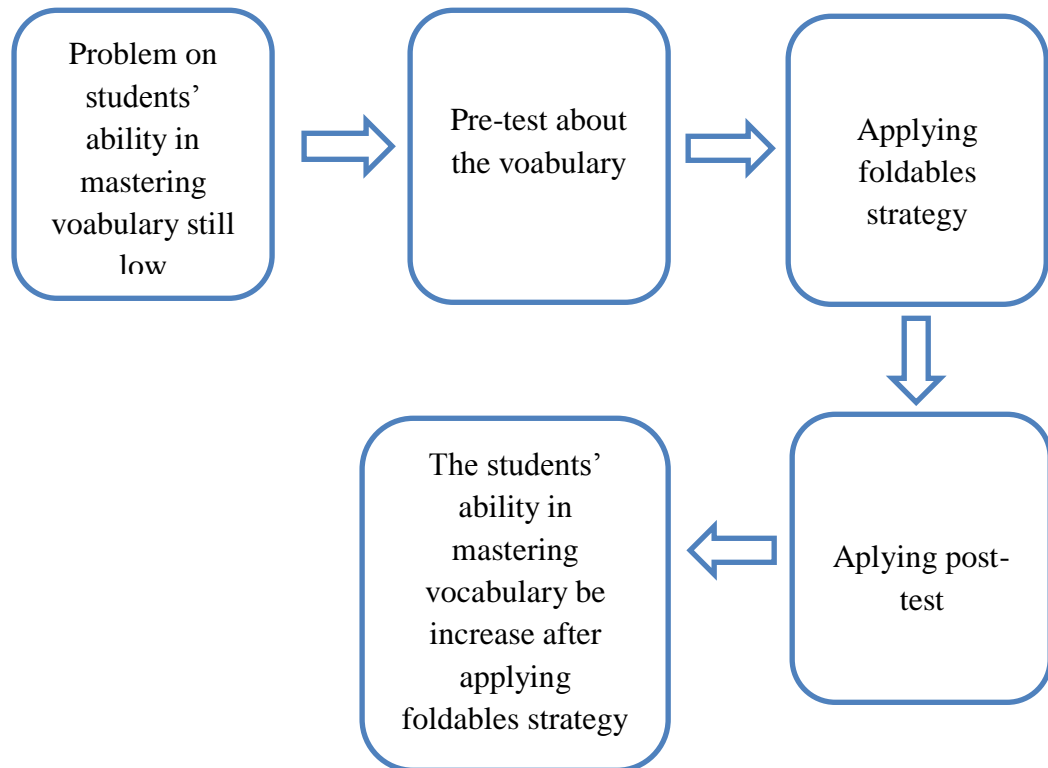 Problem on
students’
ability in
mastering
voabulary still
low
Pre-test about
the voabulary
Applying
foldables
strategy
Aplying post-
test
The students’
ability in
mastering
vocabulary be
increase after
applying
foldables strategy